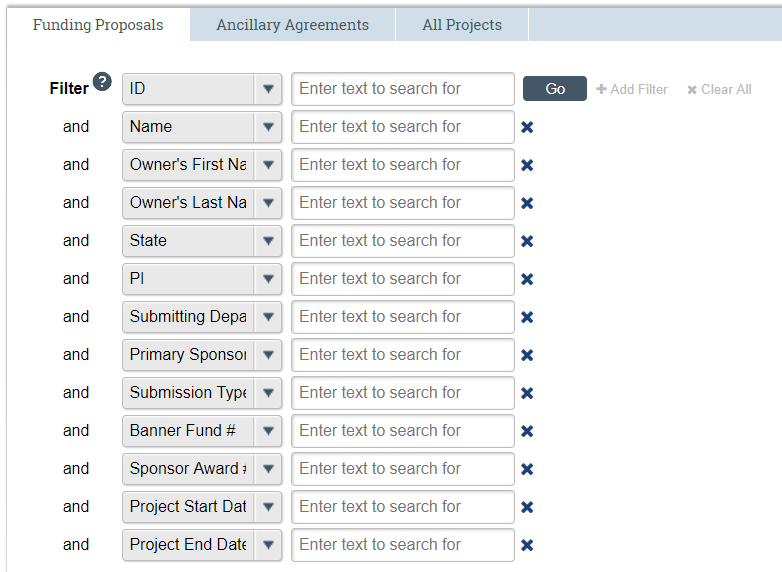 Funding Proposals Ancillary Agreements All Projects
Filter ? ID Enter text to search for Go + Add Filter × Clear All
and Name Enter text to search for
and Owner's First Na Enter text to search for
and Owner's Last Na Enter text to search for
and State Enter text to search for
and PI Enter text to search for
and Submitting Depa Enter text to search for
and Primary Sponsor Enter text to search for
and Submission Type Enter text to search for
and Banner Fund # Enter text to search for
and Sponsor Award # Enter text to search for
and Project Start Dat Enter text to search for
and Project End Date Enter text to search for